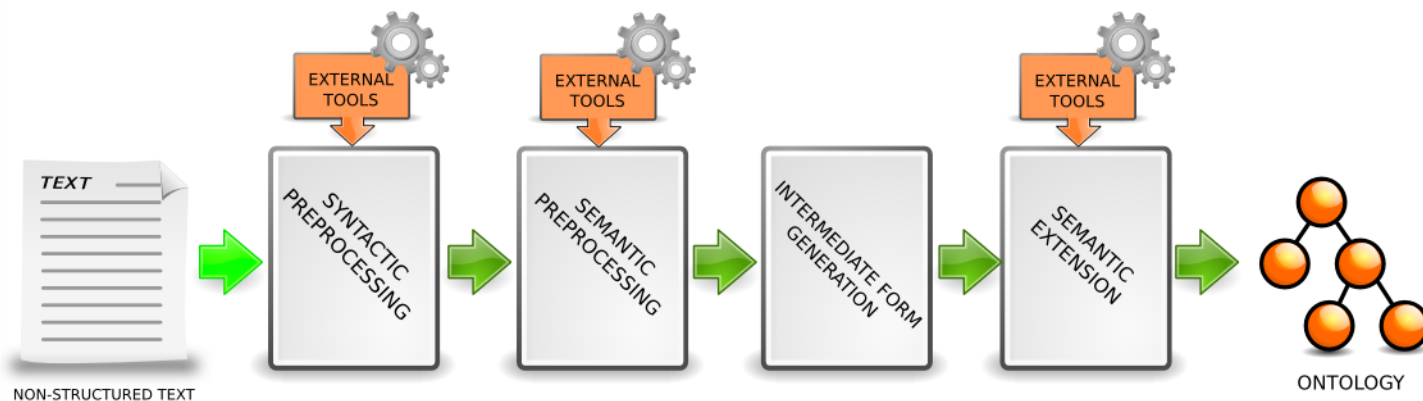 EXTERNAL
TOOLS
EXTERNAL
TOOLS
EXTERNAL
TOOLS
TEXT
SYNTACTIC
PREPROCESSING
SEMANTIC
PREPROCESSING
INTERMEDIATE FORM
GENERATION
SEMANTIC
EXTENSION
NON-STRUCTURED TEXT
ONTOLOGY